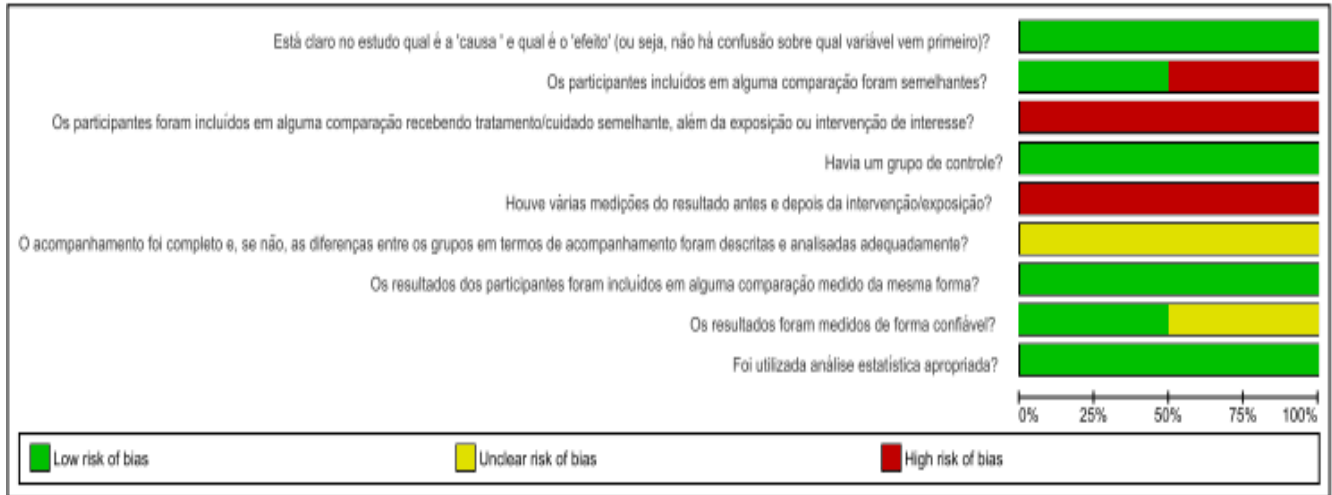 Está claro no estudo qual é a 'causa ' e qual é o 'efeito' (ou seja, não há confusão sobre qual variável vem primeiro)?
Os participantes incluídos em alguma comparação foram semelhantes?
Os participantes foram incluídos em alguma comparação recebendo tratamento/cuidado semelhante, além da exposição ou intervenção de interesse?
Havia um grupo de controle?
Houve várias medições do resultado antes e depois da intervenção/exposição?
O acompanhamento foi completo e, se não, as diferenças entre os grupos em termos de acompanhamento foram descritas e analisadas adequadamente?
Os resultados dos participantes foram incluídos em alguma comparação medido da mesma forma?
Os resultados foram medidos de forma confiável?
Foi utilizada análise estatística apropriada?
0% 25% 50% 75% 100%
Low risk of bias Unclear risk of bias High risk of bias